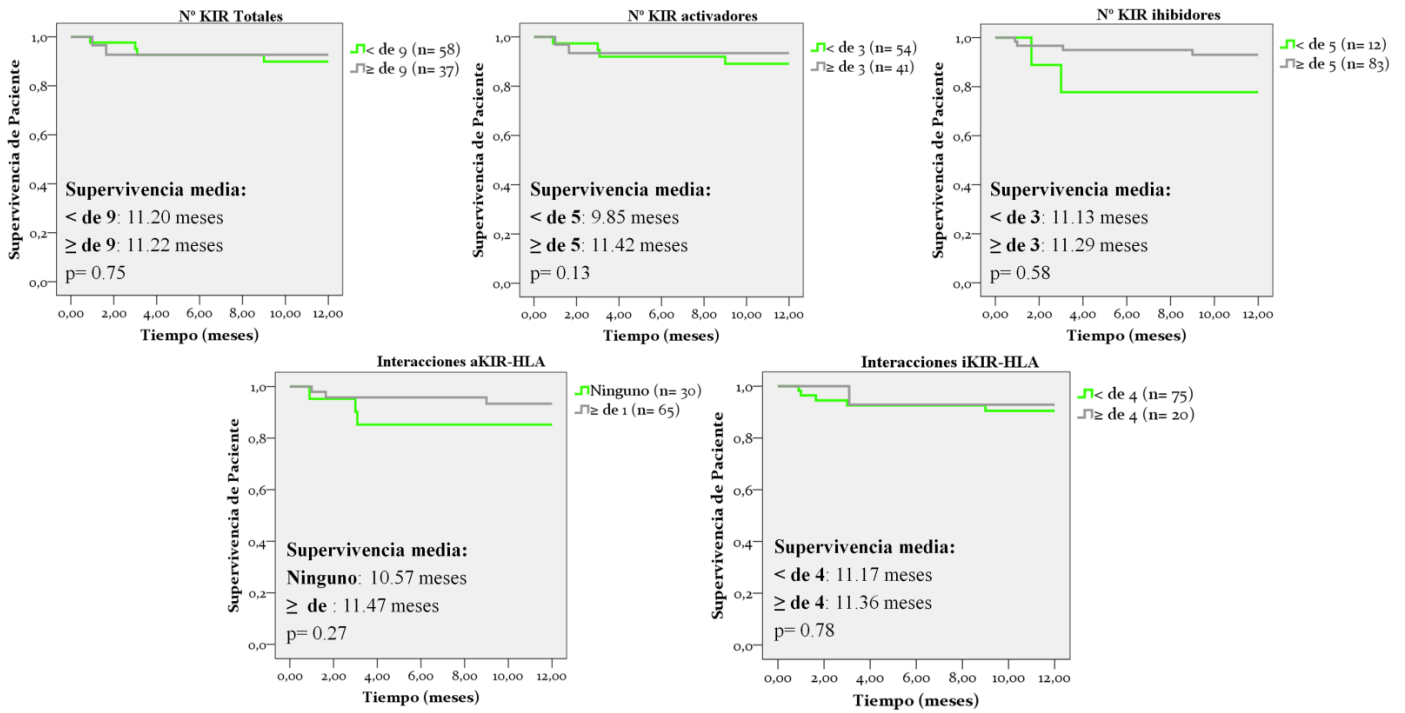 Nº KIR Totales
Supervivencia de Paciente
1,0
0,8
0,6
0,4
0,2
0,0
< de 9 (n= 58)
≥ de 9 (n= 37)
Supervivencia media:
< de 9: 11.20 meses
≥ de 9: 11.22 meses
p= 0.75
0,00 2,00 4,00 6,00 8,00 10,00 12,00
Tiempo (meses)
Nº KIR activadores
Supervivencia de Paciente
1,0
0,8
0,6
0,4
0,2
0,0
< de 3 (n= 54)
≥ de 3 (n= 41)
Supervivencia media:
< de 5: 9.85 meses
≥ de 5: 11.42 meses
p= 0.13
0,00 2,00 4,00 6,00 8,00 10,00 12,00
Tiempo (meses)
Nº KIR ihibidores
Supervivencia de Paciente
1,0
0,8
0,6
0,4
0,2
0,0
< de 5 (n= 12)
≥ de 5 (n= 83)
Supervivencia media:
< de 3: 11.13 meses
≥ de 3: 11.29 meses
p= 0.58
0,00 2,00 4,00 6,00 8,00 10,00 12,00
Tiempo (meses)
Interacciones aKIR-HLA
Supervivencia de Paciente
1,0
0,8
0,6
0,4
0,2
0,0
Ninguno (n= 30)
≥ de 1 (n= 65)
Supervivencia media:
Ninguno: 10.57 meses
≥ de : 11.47 meses
p= 0.27
0,00 2,00 4,00 6,00 8,00 10,00 12,00
Tiempo (meses)
Interacciones iKIR-HLA
Supervivencia de Paciente
1,0
0,8
0,6
0,4
0,2
0,0
< de 4 (n= 75)
≥ de 4 (n= 20)
Supervivencia media:
< de 4: 11.17 meses
≥ de 4: 11.36 meses
p= 0.78
0,00 2,00 4,00 6,00 8,00 10,00 12,00
Tiempo (meses)